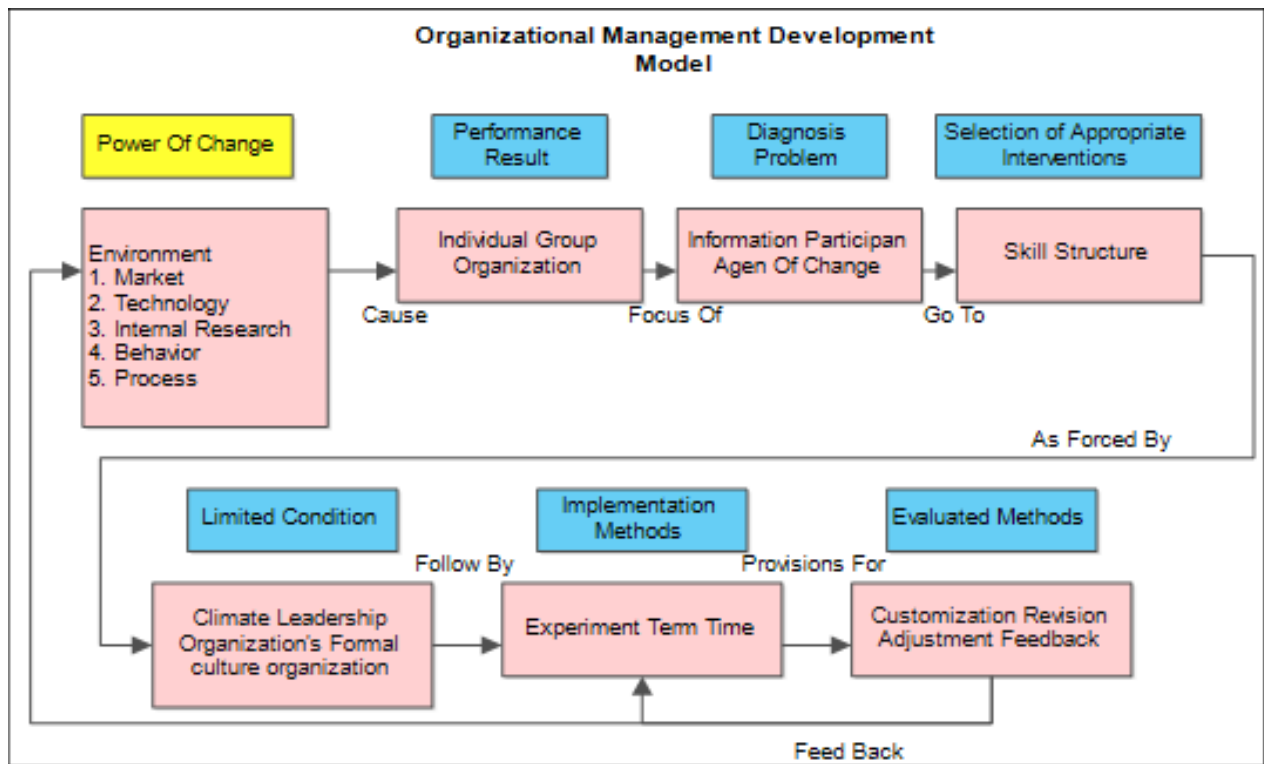 Organizational Management Development
Model
Power Of Change
Performance
Result
Diagnosis
Problem
Selection of Appropriate
Interventions
Environment
1. Market
2. Technology
3. Internal Research
4. Behavior
5. Process
Cause
Individual Group
Organization
Focus Of
Information Participan
Agen Of Change
Go To
Skill Structure
As Forced By
Limited Condition
Implementation
Methods
Evaluated Methods
Climate Leadership
Organization's Formal
culture organization
Follow By
Experiment Term Time
Provisions For
Customization Revision
Adjustment Feedback
Feed Back